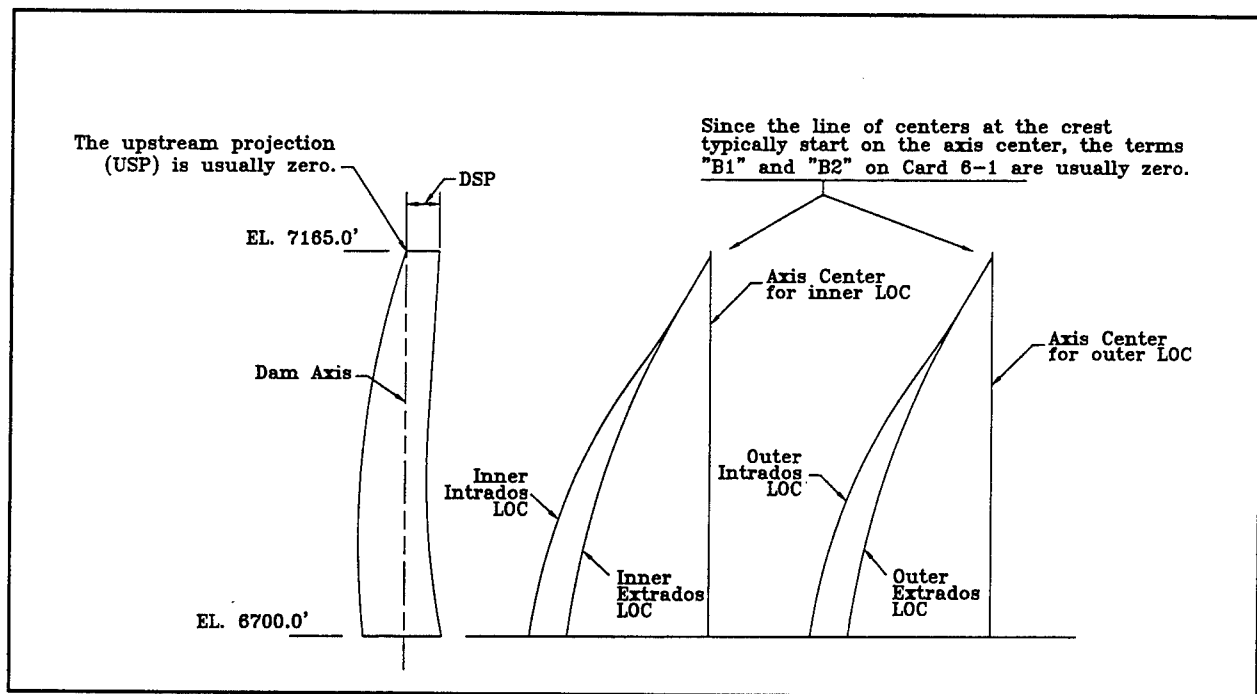 The upstream projection
(USP) is usually zero.
DSP
EL. 7165.0'
Dam Axis
EL. 6700.0'
Since the line of centers at the crest
typically start on the axis center, the terms
"B1" and "B2" on Card 6-1 are usually zero.
Axis Center
for inner LOC
Axis Center
for outer LOC
Inner
Intrados
LOC
Inner
Extrados
LOC
Outer
Intrados
LOC
Outer
Extrados
LOC